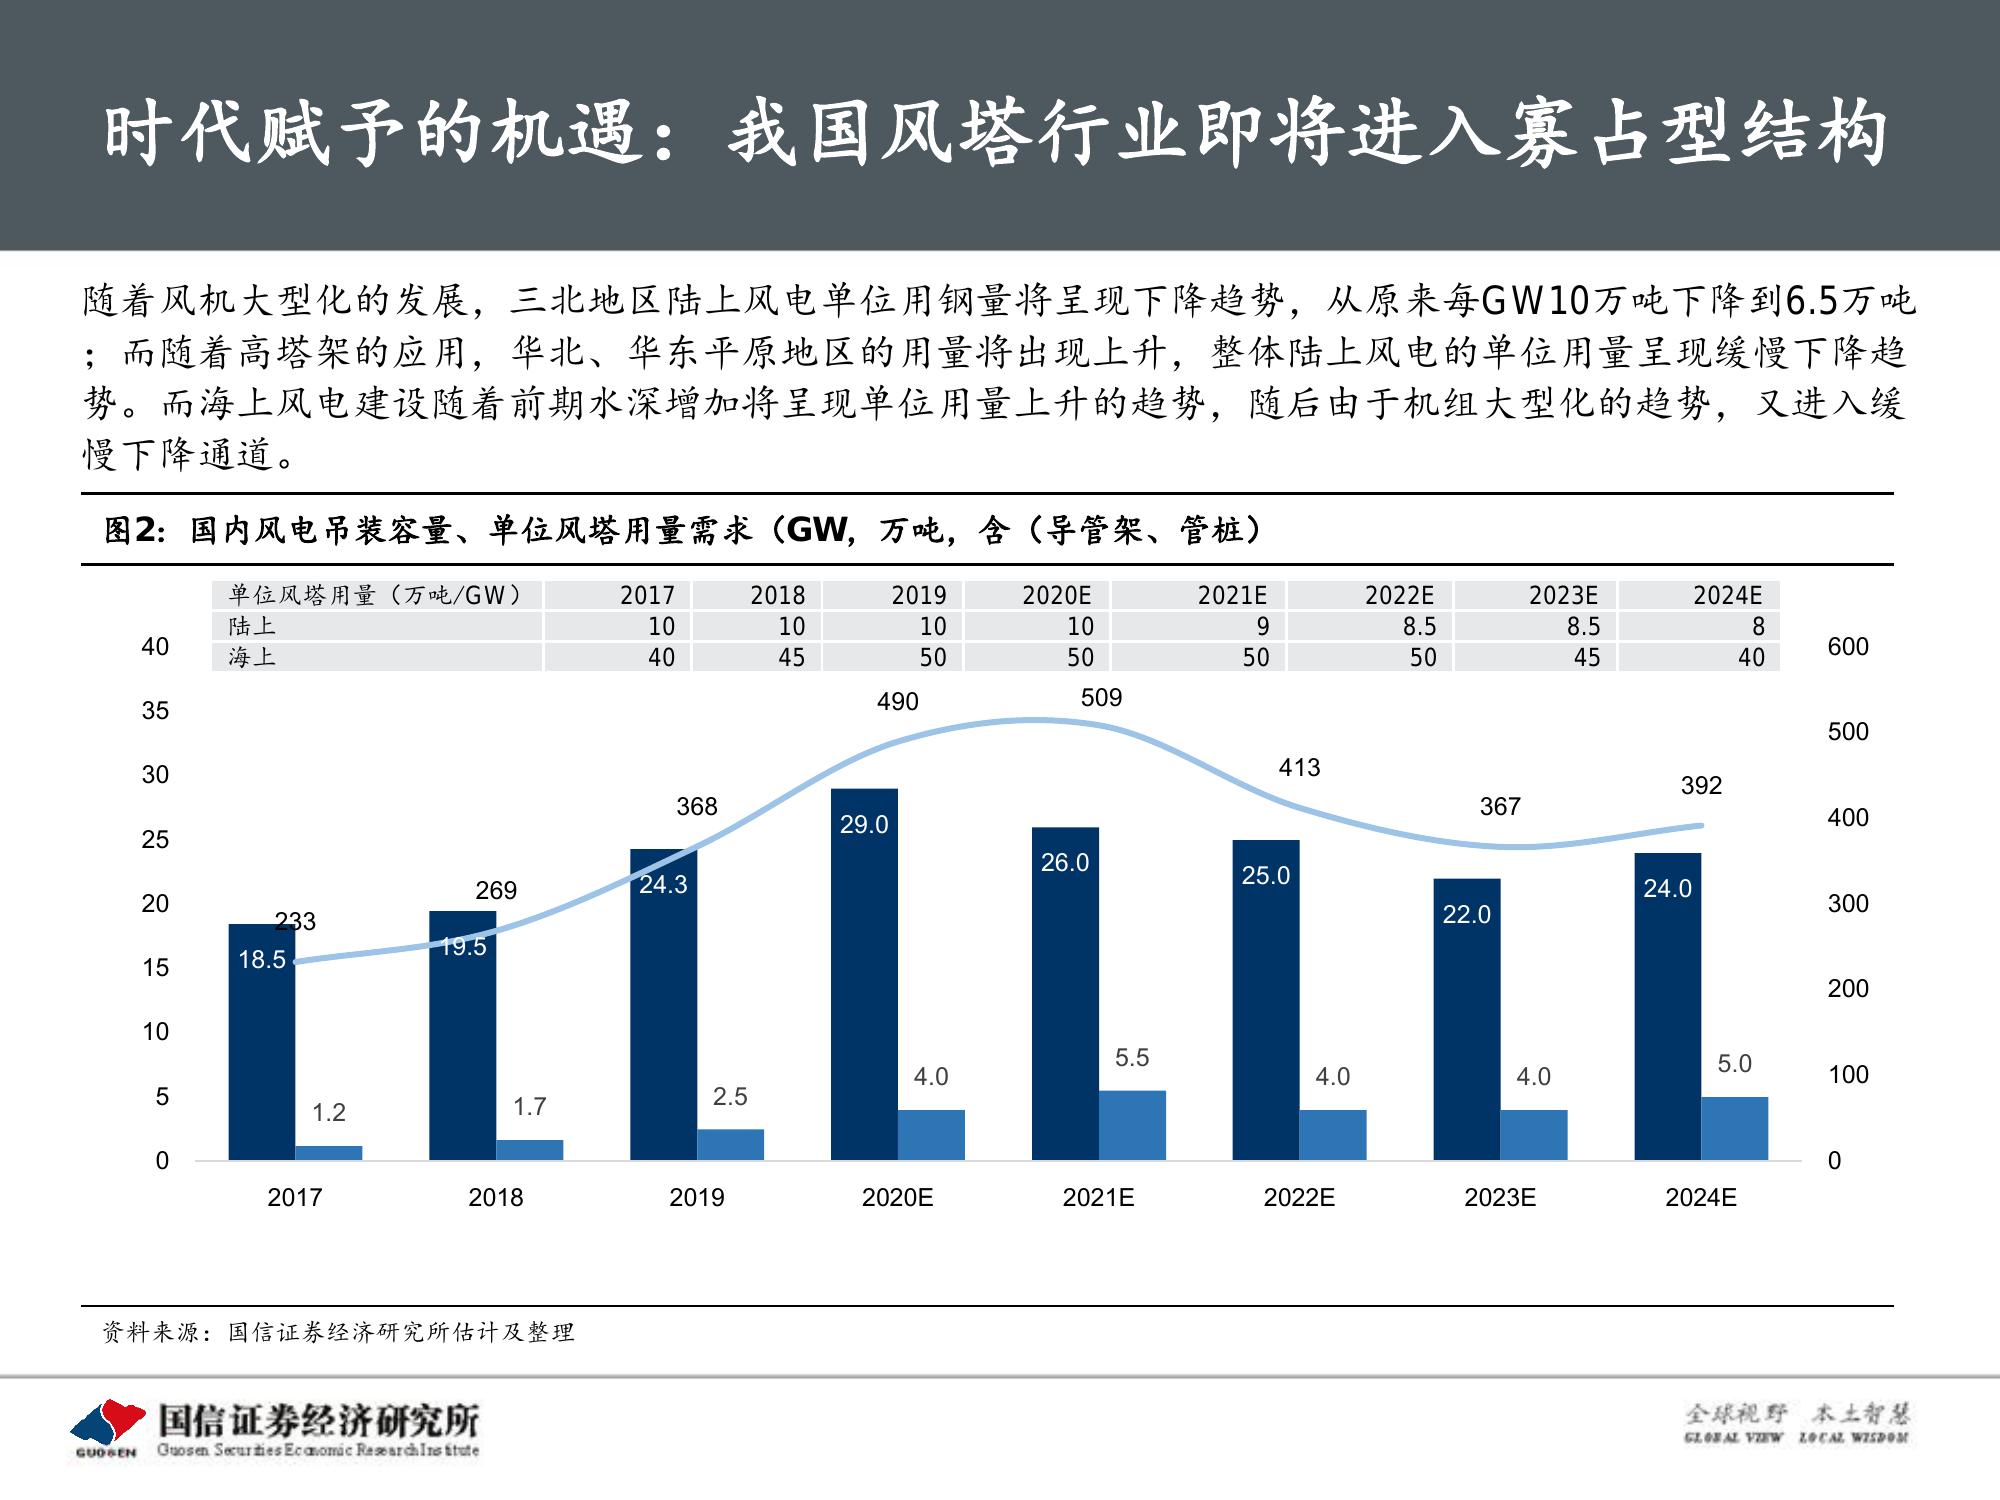 时代赋予的机遇：我国风塔行业即将进入寡占型结构
随着风机大型化的发展，三北地区陆上风电单位用钢量将呈现下降趋势，从原来每GW10万吨下降到6.5万吨
；而随着高塔架的应用，华北、华东平原地区的用量将出现上升，整体陆上风电的单位用量呈现缓慢下降趋
势。而海上风电建设随着前期水深增加将呈现单位用量上升的趋势，随后由于机组大型化的趋势，又进入缓
慢下降通道。
图2：国内风电吊装容量、单位风塔用量需求（GW，万吨，含（导管架、管桩）
单位风塔用量（万吨/GW） 2017 2018 2019 2020E 2021E 2022E 2023E 2024E
陆上 10 10 10 10 9 8.5 8.5 8
海上 40 45 50 50 50 50 45 40
40
35
30
25
20
15
10
5
0
600
500
400
300
200
100
0
233 269 368 490 509 413 367 392
18.5 19.5 24.3 29.0 26.0 25.0 22.0 24.0
1.2 1.7 2.5 4.0 5.5 4.0 4.0 5.0
2017 2018 2019 2020E 2021E 2022E 2023E 2024E
资料来源：国信证券经济研究所估计及整理
GUOSEN
国信证券经济研究所
Guosen Securities Economic Research Institute
全球视野 本土智慧
GLOBAL VIEW LOCAL WISDOM